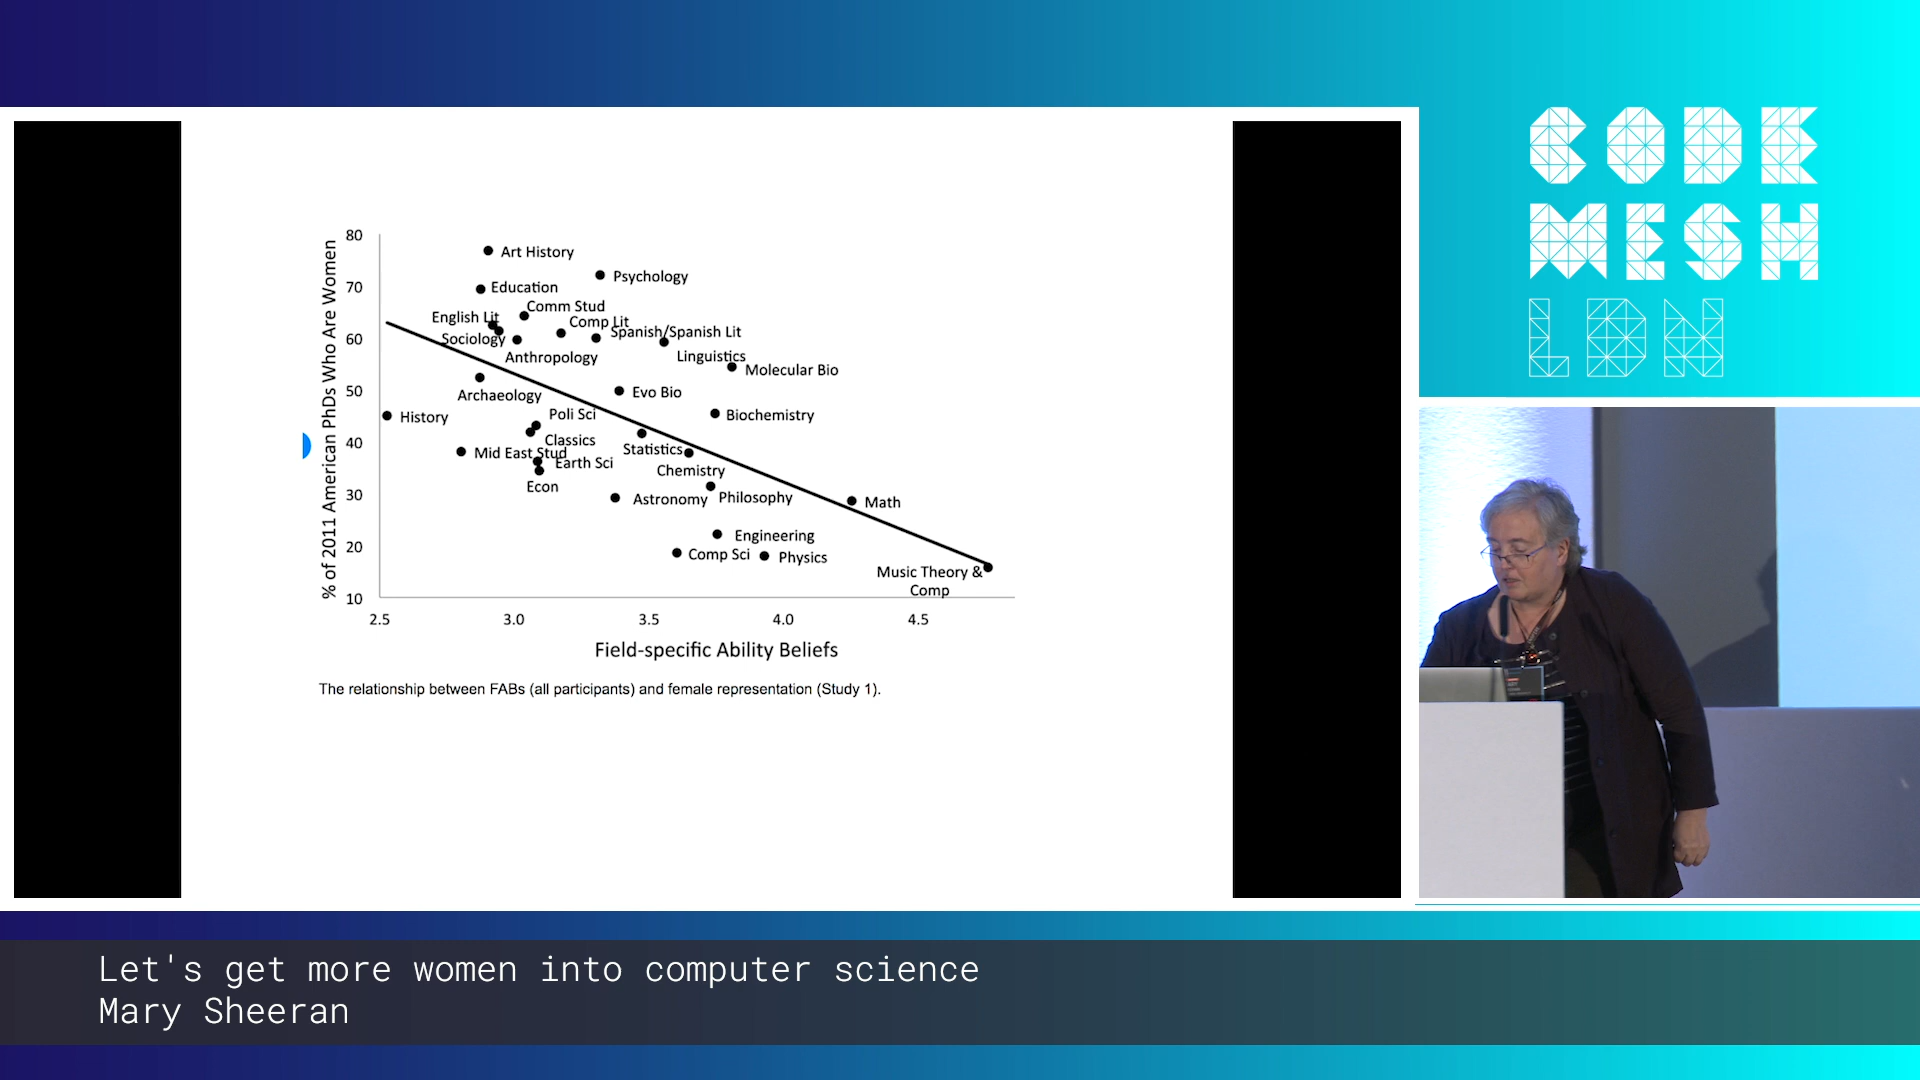 CODE
MESH
LDN
% of 2011 American PhDs Who Are Women
80
70
60
50
40
30
20
10
Art History
Psychology
Education
Comm Stud
English Lit
Comp Lit
Spanish/Spanish Lit
Sociology
Anthropology
Linguistics
Molecular Bio
Archaeology
Evo Bio
History
Poli Sci
Biochemistry
Classics
Mid East Stud
Statistics
Earth Sci
Chemistry
Econ
Astronomy
Philosophy
Math
Engineering
Comp Sci
Physics
Music Theory &
Comp
2.5 3.0 3.5 4.0 4.5
Field-specific Ability Beliefs
The relationship between FABs (all participants) and female representation (Study 1).
Let's get more women into computer science
Mary Sheeran